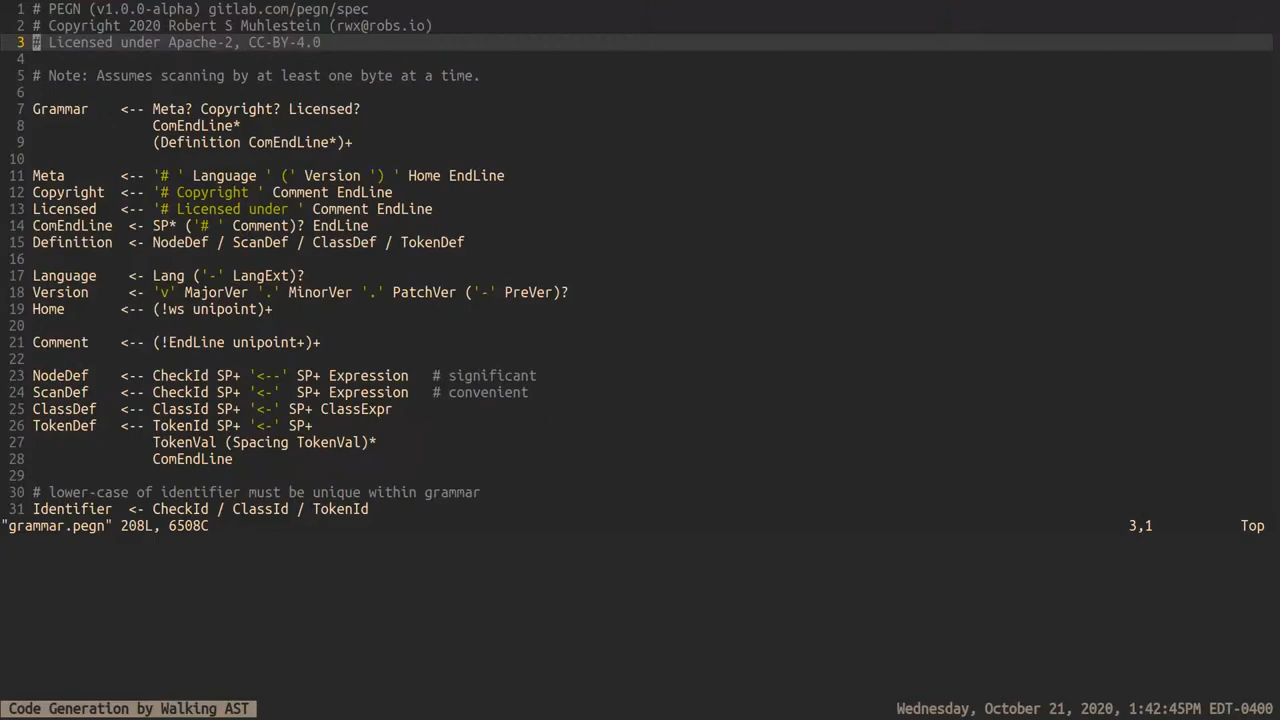 1 # PEGN (v1.0.0-alpha) gitlab.com/pegn/spec
2 # Copyright 2020 Robert S Muhlestein (rwx@robs.io)
3 # Licensed under Apache-2, CC-BY-4.0
4
5 # Note: Assumes scanning by at least one byte at a time.
6
7 Grammar    <-- Meta? Copyright? Licensed?
8                ComEndLine*
9                (Definition ComEndLine*)+
10
11 Meta       <-- '# ' Language ' (' Version ') ' Home EndLine
12 Copyright  <-- '# Copyright ' Comment EndLine
13 Licensed   <-- '# Licensed under ' Comment EndLine
14 ComEndLine  <- SP* ('# ' Comment)? EndLine
15 Definition  <- NodeDef / ScanDef / ClassDef / TokenDef
16
17 Language    <- Lang ('-' LangExt)?
18 Version     <- 'v' MajorVer '.' MinorVer '.' PatchVer ('-' PreVer)?
19 Home       <-- (!ws unipoint)+
20
21 Comment    <-- (!EndLine unipoint+)+
22
23 NodeDef    <-- CheckId SP+ '<--' SP+ Expression   # significant
24 ScanDef    <-- CheckId SP+ '<-'  SP+ Expression   # convenient
25 ClassDef   <-- ClassId SP+ '<-' SP+ ClassExpr
26 TokenDef   <-- TokenId SP+ '<-' SP+
27                TokenVal (Spacing TokenVal)*
28                ComEndLine
29
30 # lower-case of identifier must be unique within grammar
31 Identifier  <- CheckId / ClassId / TokenId
"grammar.pegn" 208L, 6508C 3,1 Top
Code Generation by Walking AST Wednesday, October 21, 2020, 1:42:45PM EDT-0400